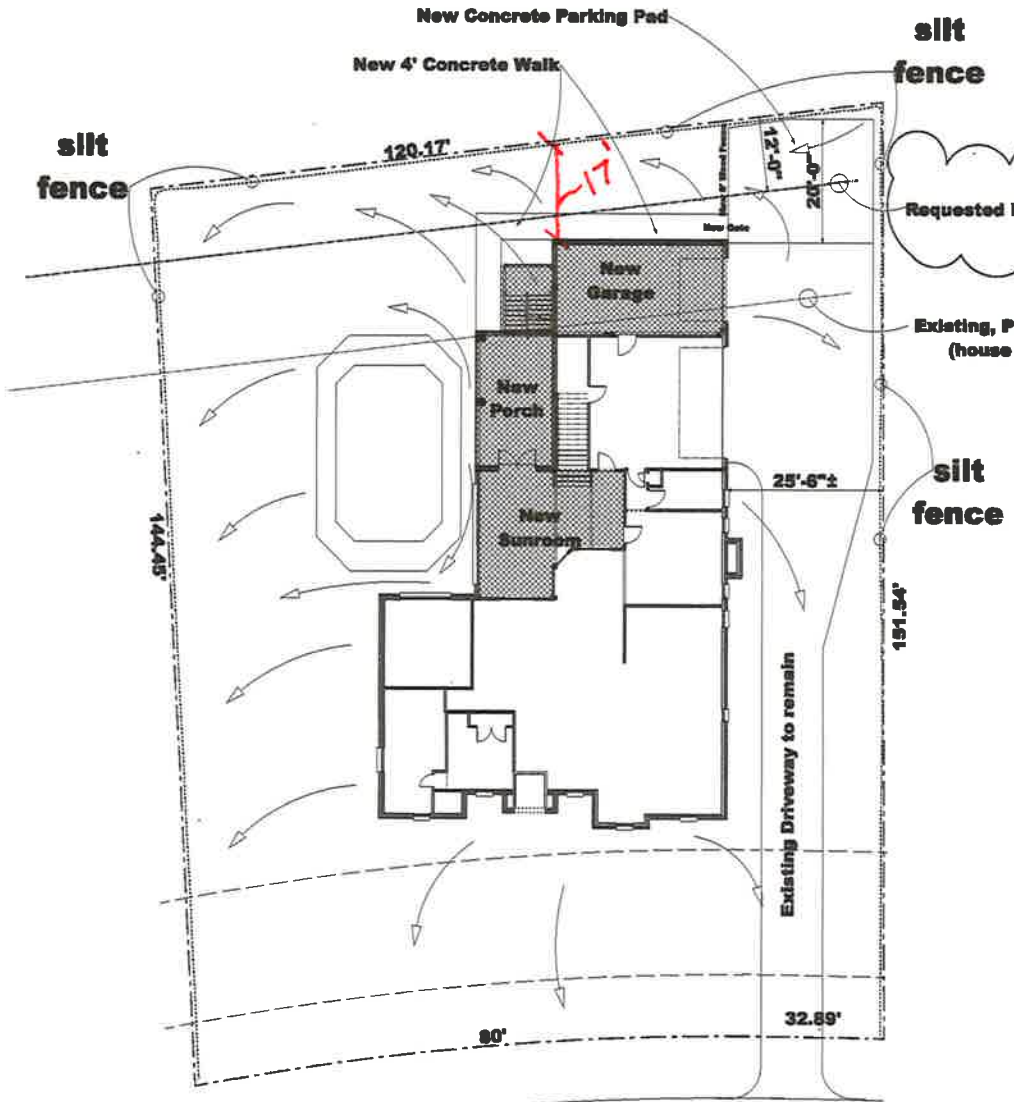 New Concrete Parking Pad
New 4' Concrete Walk
silt
fence
silt
fence
120.17'
17
12'-0"
20'-0"
Requested
New Gate
New
Garage
Existing, P
(house
New
Porch
25'-6"±
silt
fence
New
Sunroom
144.45'
151.54'
Existing Driveway to remain
32.89'
80'